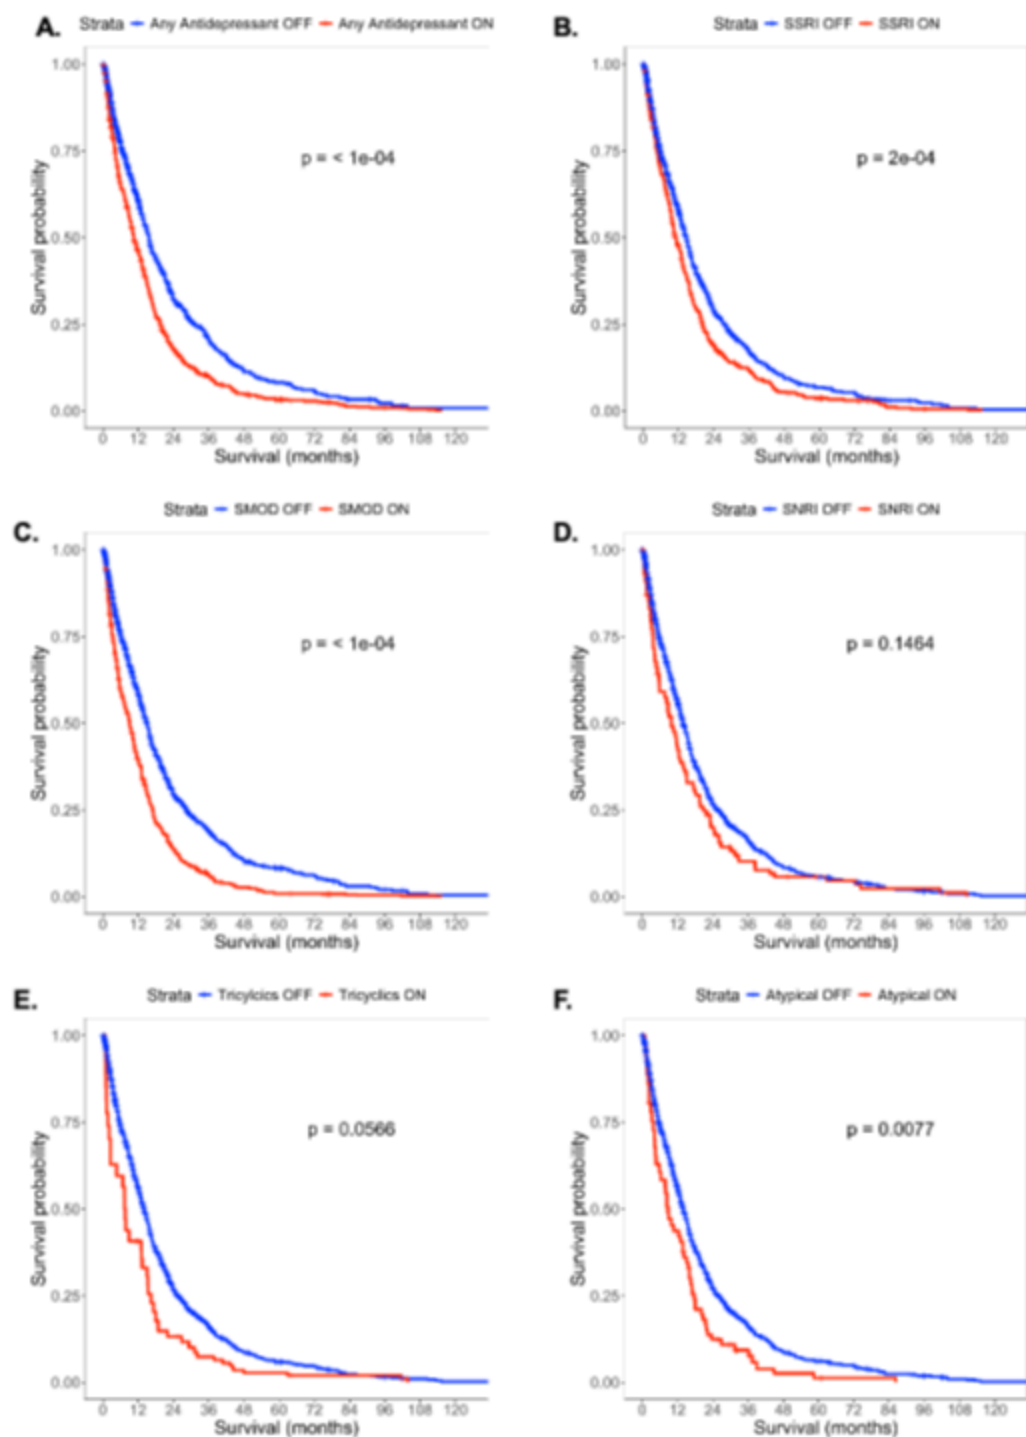 A. Strata Any Antidepressant OFF Any Antidepressant ON
1.00
0.75
0.50
0.25
0.00
Survival probability
p = < 1e-04
0 12 24 36 48 60 72 84 96 108 120
Survival (months)
B. Strata SSRI OFF SSRI ON
1.00
0.75
0.50
0.25
0.00
Survival probability
p = 2e-04
0 12 24 36 48 60 72 84 96 108 120
Survival (months)
C. Strata SMOD OFF SMOD ON
1.00
0.75
0.50
0.25
0.00
Survival probability
p = < 1e-04
0 12 24 36 48 60 72 84 96 108 120
Survival (months)
D. Strata SNRI OFF SNRI ON
1.00
0.75
0.50
0.25
0.00
Survival probability
p = 0.1464
0 12 24 36 48 60 72 84 96 108 120
Survival (months)
E. Strata Tricylcics OFF Tricyclics ON
1.00
0.75
0.50
0.25
0.00
Survival probability
p = 0.0566
0 12 24 36 48 60 72 84 96 108 120
Survival (months)
F. Strata Atypical OFF Atypical ON
1.00
0.75
0.50
0.25
0.00
Survival probability
p = 0.0077
0 12 24 36 48 60 72 84 96 108 120
Survival (months)